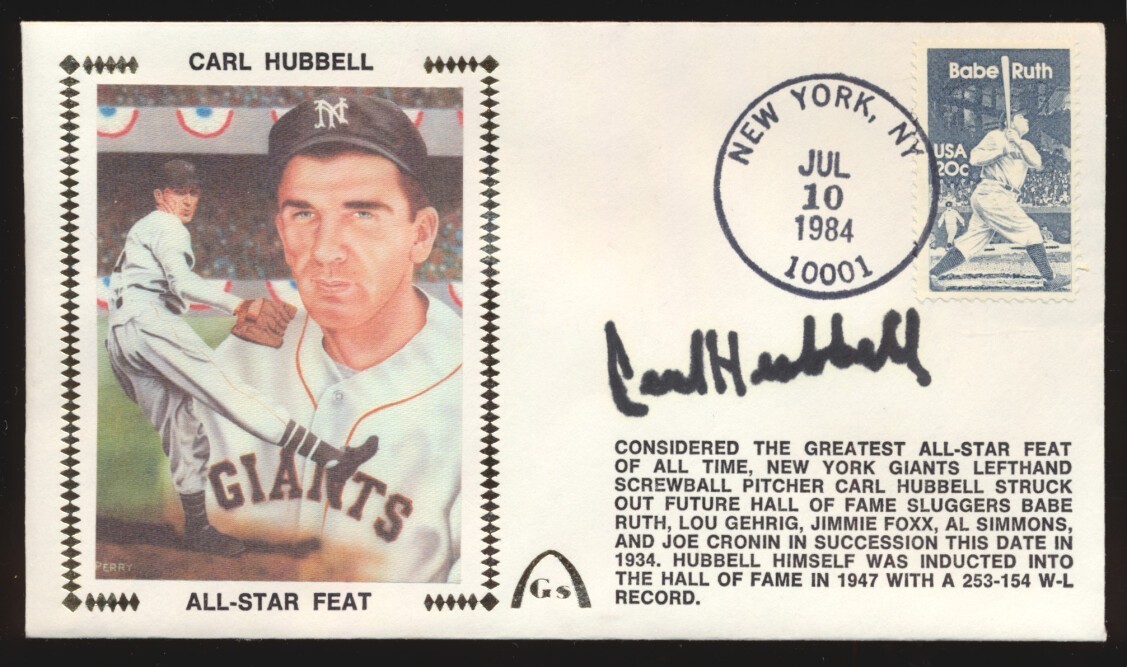 CARL HUBBELL
NY
GIANTS
PERRY
ALL-STAR FEAT
Gs
NEW YORK, NY
JUL
10
1984
10001
Babe Ruth
USA
20c
Carl Hubbell
CONSIDERED THE GREATEST ALL-STAR FEAT
OF ALL TIME, NEW YORK GIANTS LEFTHAND
SCREWBALL PITCHER CARL HUBBELL STRUCK
OUT FUTURE HALL OF FAME SLUGGERS BABE
RUTH, LOU GEHRIG, JIMMIE FOXX, AL SIMMONS,
AND JOE CRONIN IN SUCCESSION THIS DATE IN
1934. HUBBELL HIMSELF WAS INDUCTED INTO
THE HALL OF FAME IN 1947 WITH A 253-154 W-L
RECORD.